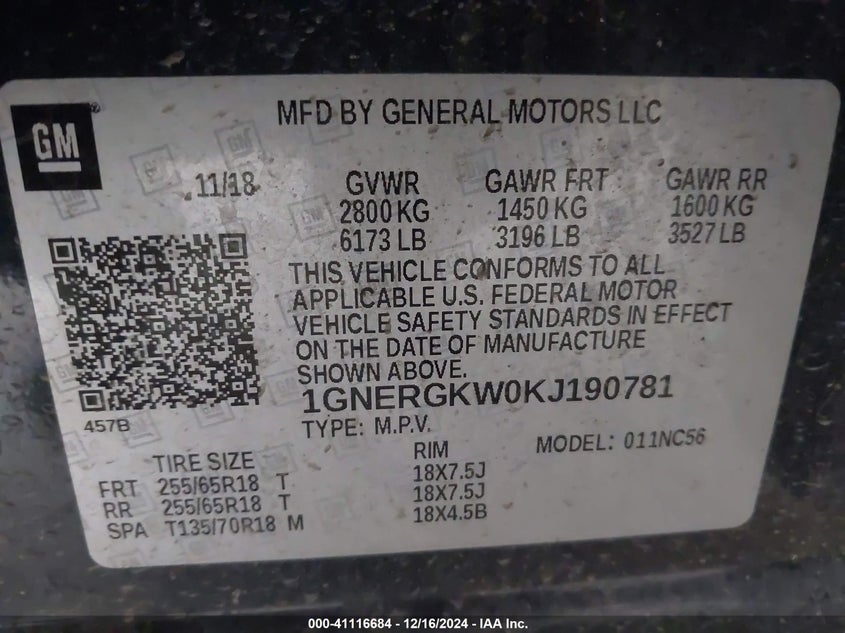 GM
MFD BY GENERAL MOTORS LLC
11/18 GVWR GAWR FRT GAWR RR
2800 KG 1450 KG 1600 KG
6173 LB 3196 LB 3527 LB
THIS VEHICLE CONFORMS TO ALL
APPLICABLE U.S. FEDERAL MOTOR
VEHICLE SAFETY STANDARDS IN EFFECT
ON THE DATE OF MANUFACTURE
SHOWN ABOVE.
1GNERGKW0KJ190781
457B
TYPE: M.P.V. MODEL: 011NC56
TIRE SIZE RIM
FRT 255/65R18 T 18X7.5J
RR 255/65R18 T 18X7.5J
SPA T135/70R18 M 18X4.5B
000-41116684 - 12/16/2024 - IAA Inc.